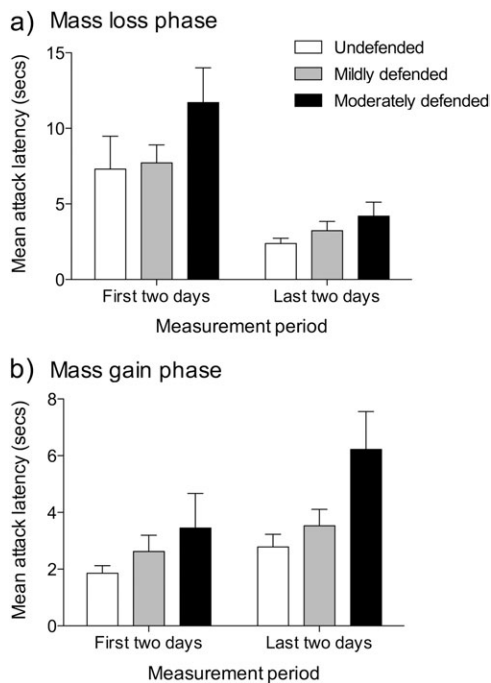 a) Mass loss phase
Undefended
Mildly defended
Moderately defended
Mean attack latency (secs)
15
10
5
0
First two days
Last two days
Measurement period
b) Mass gain phase
Mean attack latency (secs)
8
6
4
2
0
First two days
Last two days
Measurement period